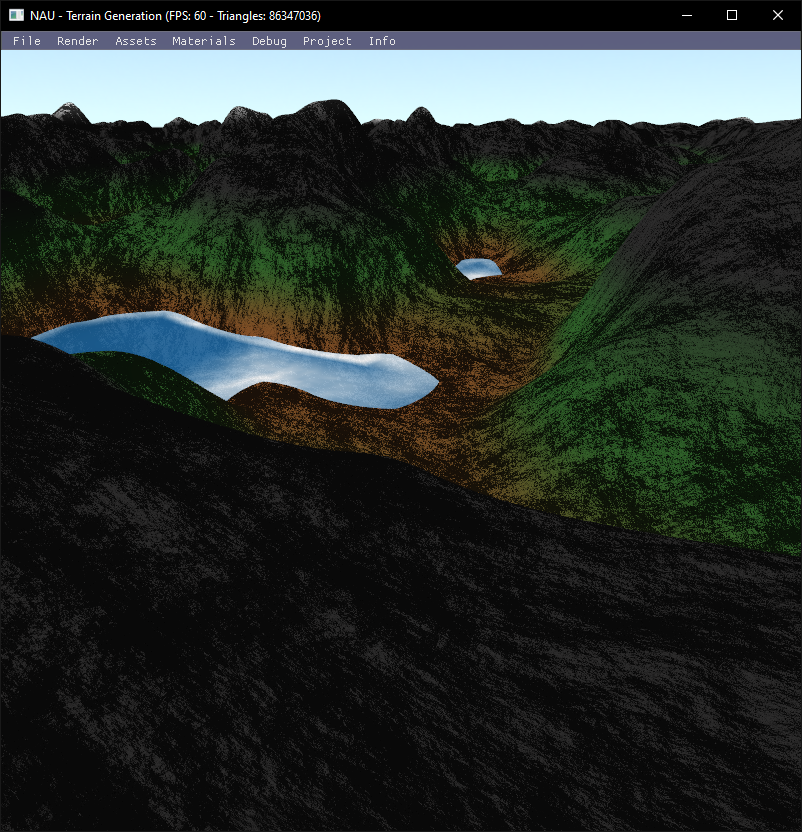 NAU - Terrain Generation (FPS: 60 - Triangles: 86347036)
File Render Assets Materials Debug Project Info